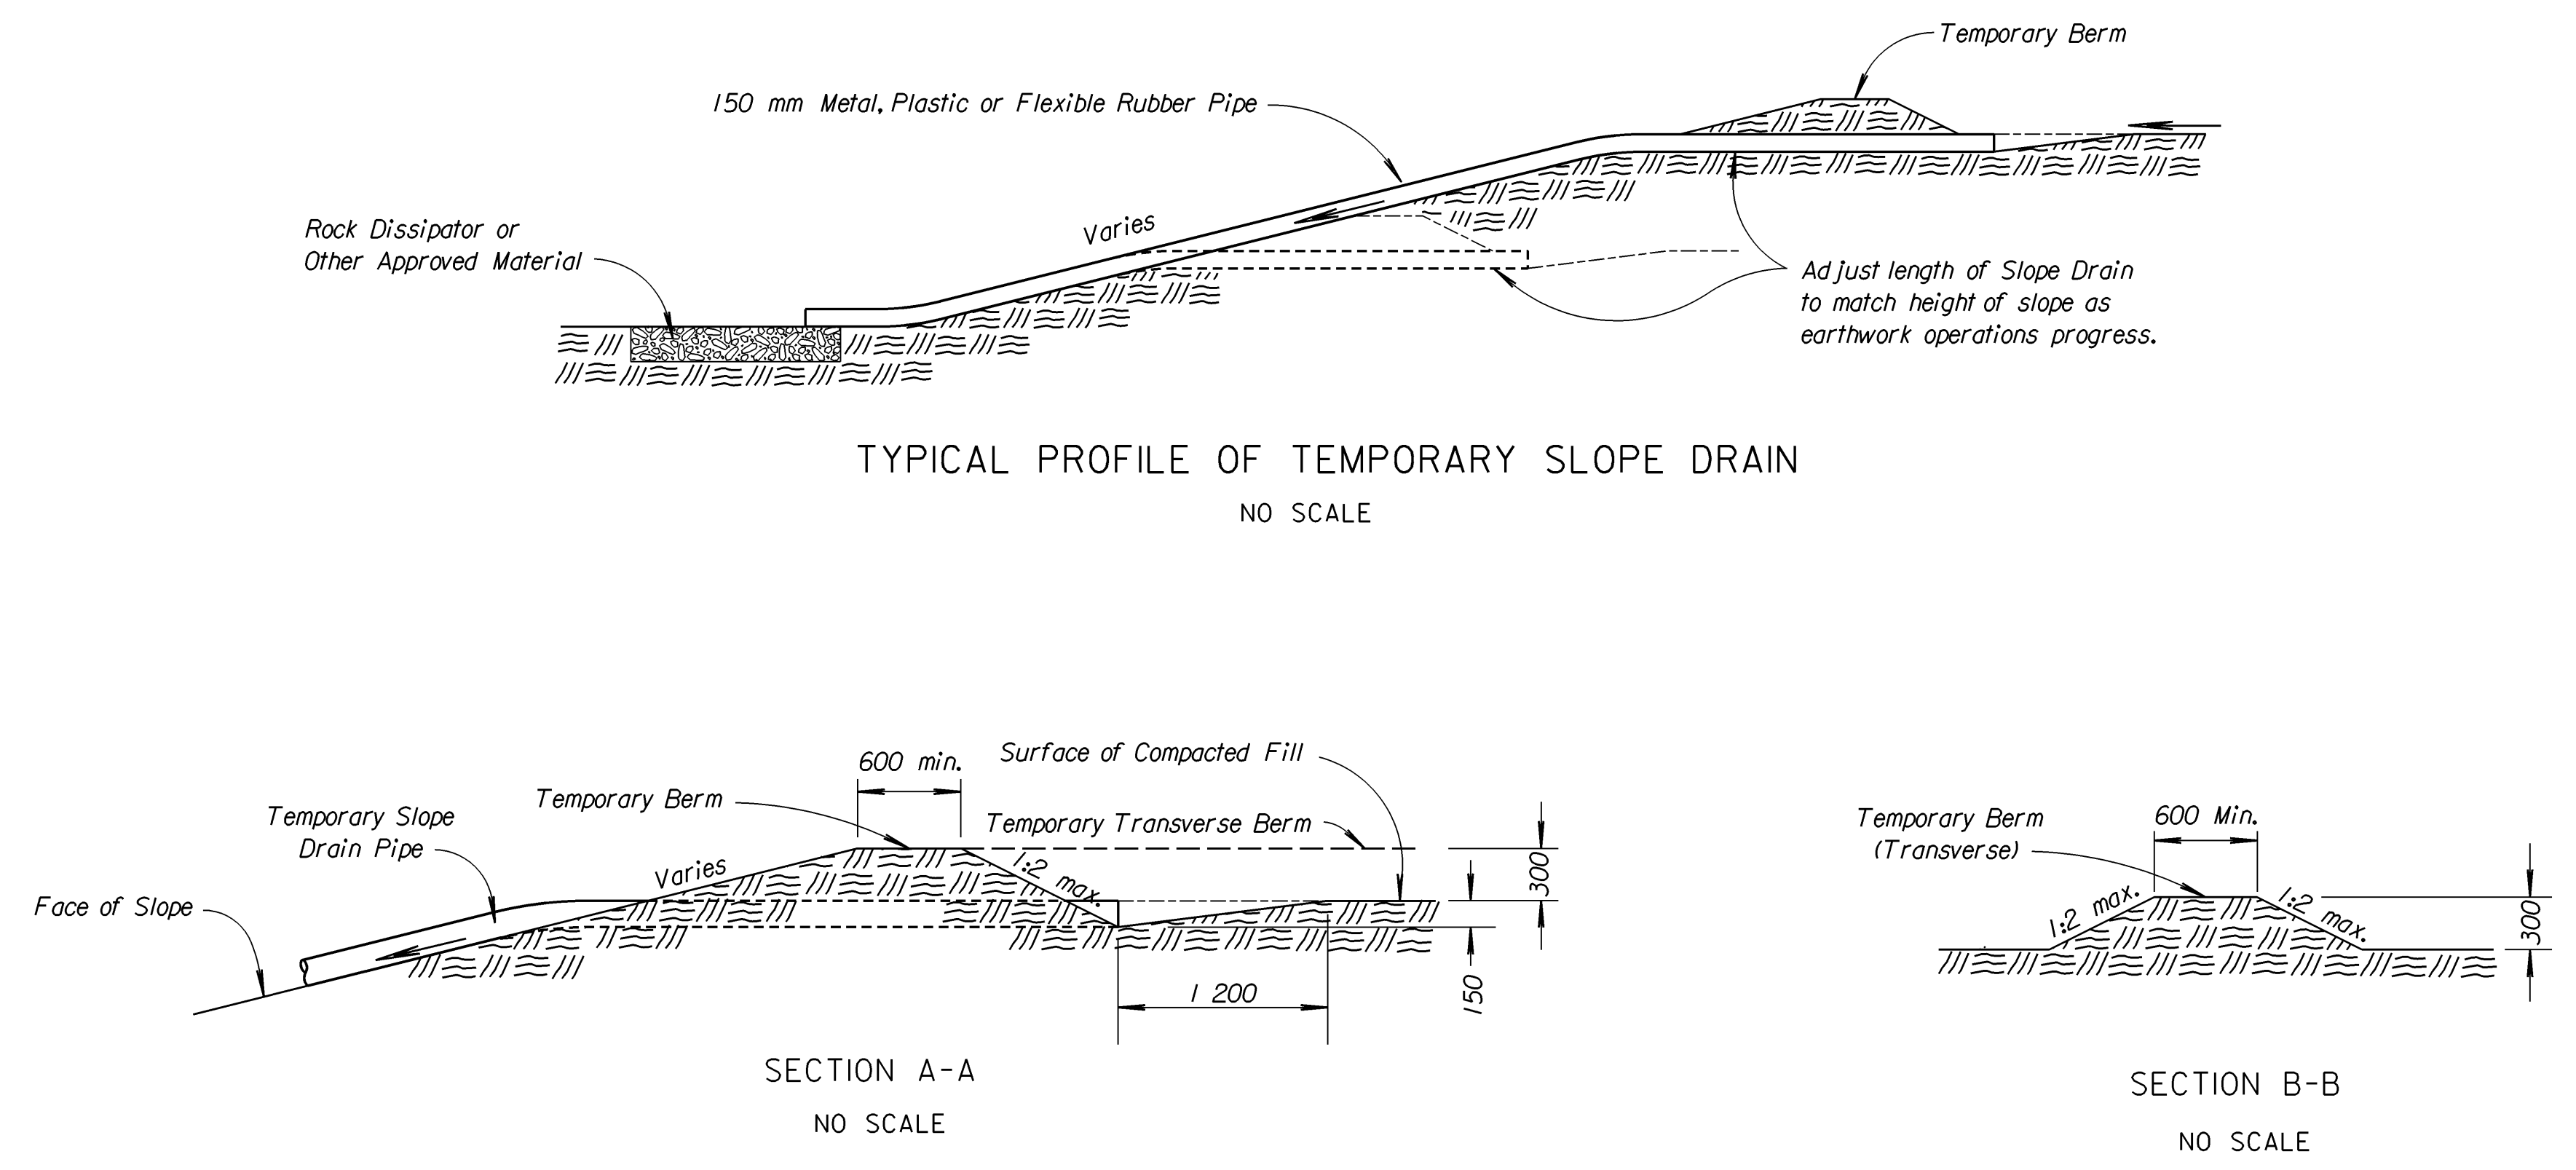 Temporary Berm
150 mm Metal, Plastic or Flexible Rubber Pipe
Rock Dissipator or
Other Approved Material
Varies
Adjust length of Slope Drain
to match height of slope as
earthwork operations progress.
TYPICAL PROFILE OF TEMPORARY SLOPE DRAIN
NO SCALE
600 min.
Surface of Compacted Fill
Temporary Berm
Temporary Transverse Berm
Temporary Slope
Drain Pipe
Face of Slope
Varies
1:2 max.
300
150
1 200
SECTION A-A
NO SCALE
Temporary Berm
(Transverse)
600 Min.
1:2 max.
1:2 max.
300
SECTION B-B
NO SCALE